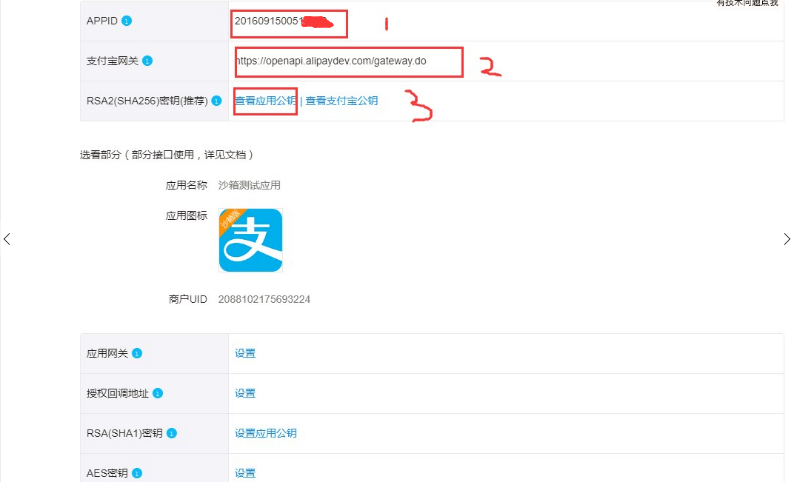 有技术问题点我
APPID
201609150051
1
支付宝网关
https://openapi.alipaydev.com/gateway.do
2
RSA2(SHA256)密钥(推荐)
查看应用公钥 | 查看支付宝公钥
3
选看部分（部分接口使用，详见文档）
应用名称 沙箱测试应用
应用图标
沙箱版
支
商户UID 2088102175693224
应用网关
设置
授权回调地址
设置
RSA(SHA1)密钥
设置应用公钥
AES密钥
设置